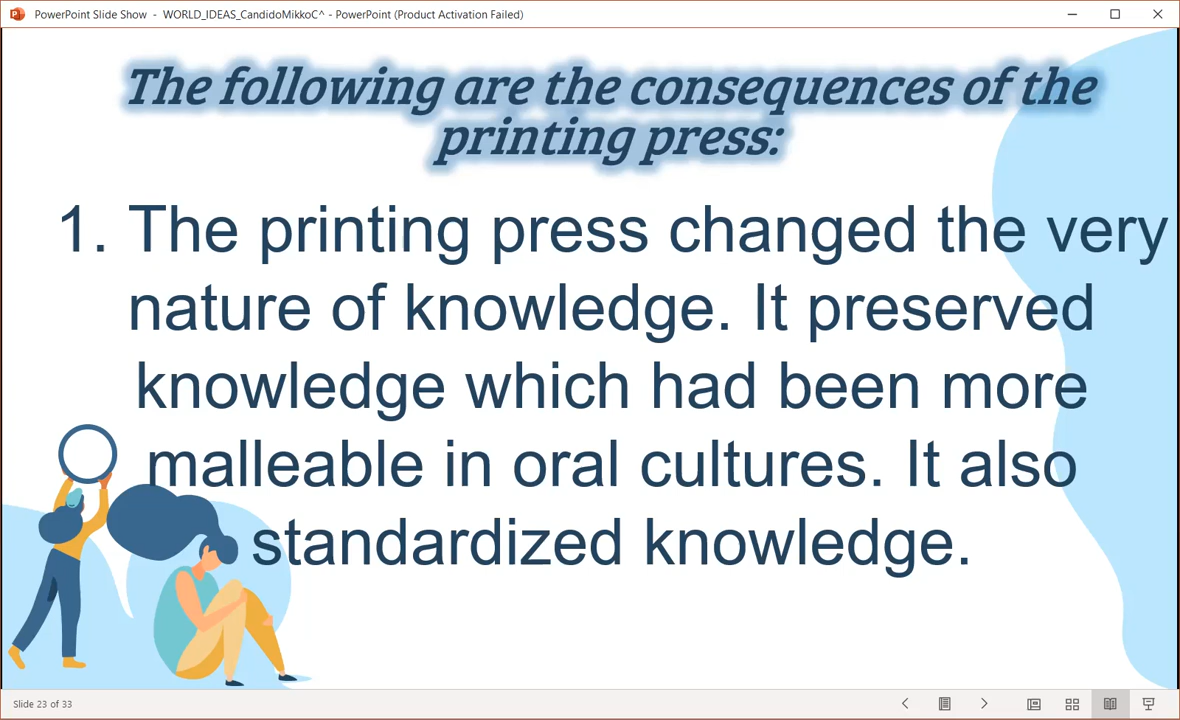 PowerPoint Slide Show - WORLD_IDEAS_CandidoMikkoC^ - PowerPoint (Product Activation Failed)
The following are the consequences of the
printing press:
1. The printing press changed the very
nature of knowledge. It preserved
knowledge which had been more
malleable in oral cultures. It also
standardized knowledge.
Slide 23 of 33